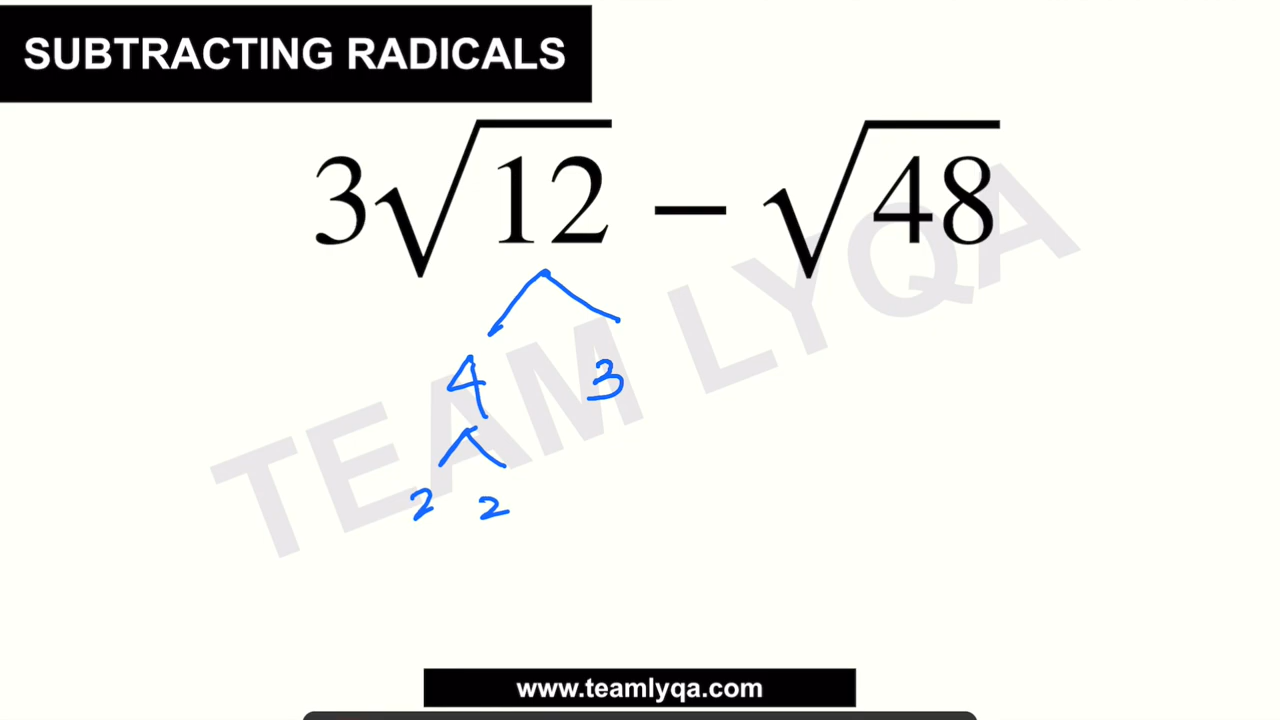 SUBTRACTING RADICALS
3√12 − √48
4 3
2 2
TEAM LYQA
www.teamlyqa.com